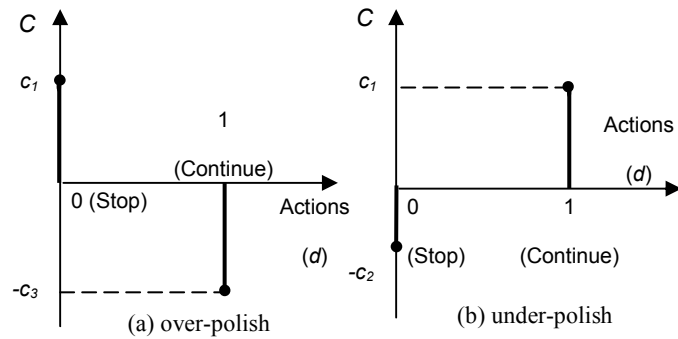 C
c1
1
(Continue)
0 (Stop)
Actions
(d)
-c3
(a) over-polish
C
c1
Actions
(d)
0
1
(Stop)
(Continue)
-c2
(b) under-polish